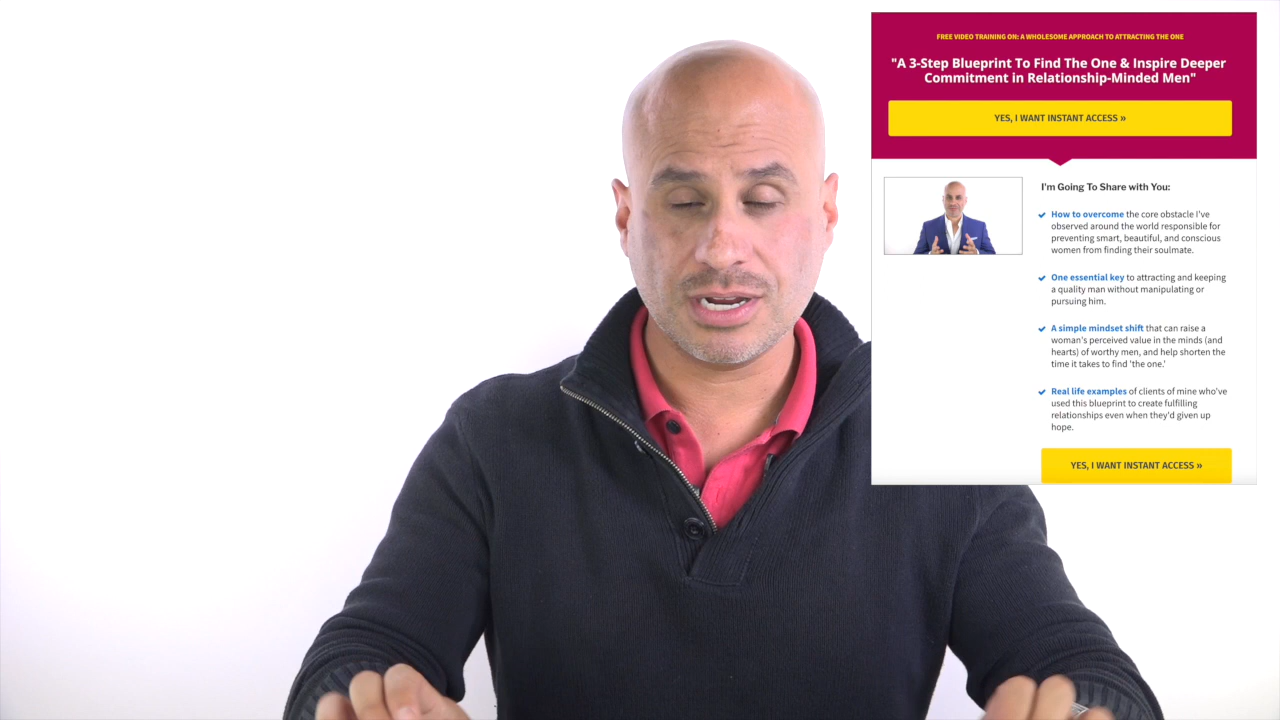 FREE VIDEO TRAINING ON: A WHOLESOME APPROACH TO ATTRACTING THE ONE
"A 3-Step Blueprint To Find The One & Inspire Deeper
Commitment in Relationship-Minded Men"
YES, I WANT INSTANT ACCESS »
I'm Going To Share with You:
How to overcome the core obstacle I've
observed around the world responsible for
preventing smart, beautiful, and conscious
women from finding their soulmate.
One essential key to attracting and keeping
a quality man without manipulating or
pursuing him.
A simple mindset shift that can raise a
woman's perceived value in the minds (and
hearts) of worthy men, and help shorten the
time it takes to find 'the one.'
Real life examples of clients of mine who've
used this blueprint to create fulfilling
relationships even when they'd given up
hope.
YES, I WANT INSTANT ACCESS »